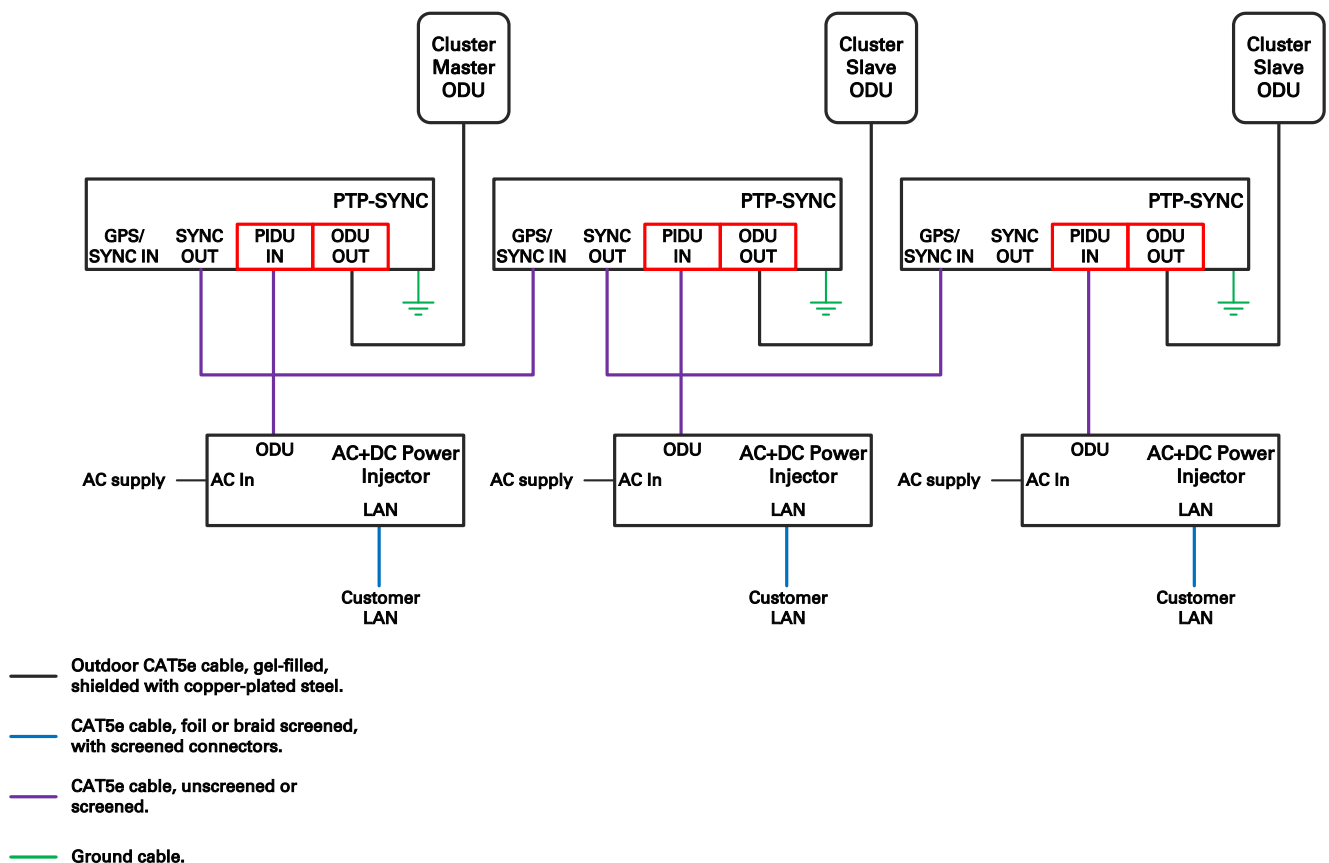 Cluster
Master
ODU
Cluster
Slave
ODU
Cluster
Slave
ODU
PTP-SYNC
GPS/
SYNC IN
SYNC
OUT
PIDU
IN
ODU
OUT
PTP-SYNC
GPS/
SYNC IN
SYNC
OUT
PIDU
IN
ODU
OUT
PTP-SYNC
GPS/
SYNC IN
SYNC
OUT
PIDU
IN
ODU
OUT
ODU
AC+DC Power
Injector
AC supply
AC In
LAN
Customer
LAN
ODU
AC+DC Power
Injector
AC supply
AC In
LAN
Customer
LAN
ODU
AC+DC Power
Injector
AC supply
AC In
LAN
Customer
LAN
Outdoor CAT5e cable, gel-filled,
shielded with copper-plated steel.
CAT5e cable, foil or braid screened,
with screened connectors.
CAT5e cable, unscreened or
screened.
Ground cable.